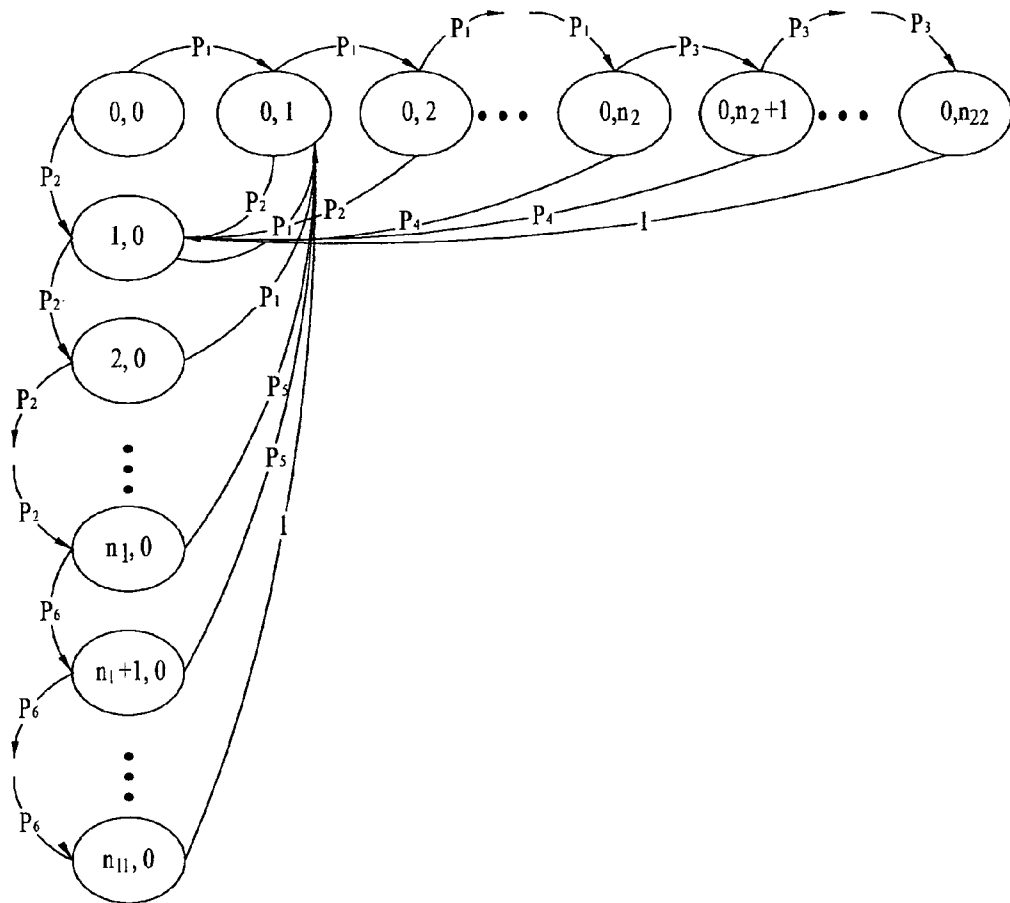 P₁ P₁ P₁ P₁ P₃ P₃ P₃
0, 0 0, 1 0, 2 ••• 0,n₂ 0,n₂+1 ••• 0,n₂₂
P₂ P₂ P₁ P₂ P₄ P₄ 1
1, 0
P₂ P₁
2, 0
P₂ P₅
P₅
P₂ 1
n₁, 0
P₆
n₁+1, 0
P₆
P₆
n₁₁, 0